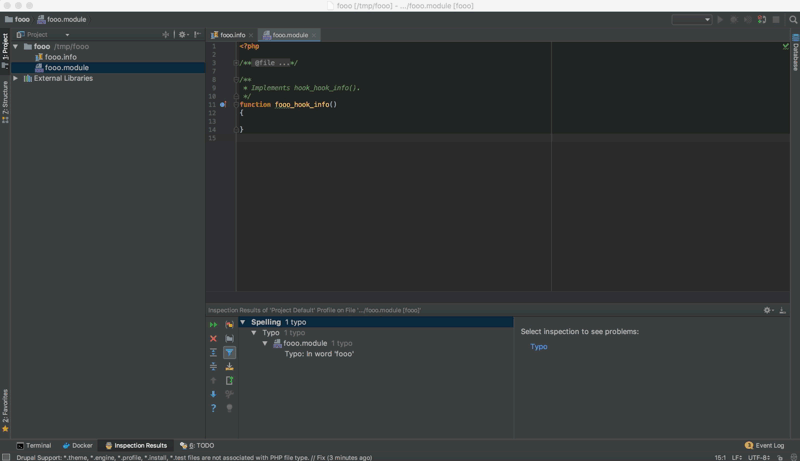 fooo [/tmp/fooo] - .../fooo.module [fooo]
fooo
fooo.module
Project
fooo.info
fooo.module
1: Project
7: Structure
2: Favorites
Database
fooo /tmp/fooo
fooo.info
fooo.module
External Libraries
1 <?php
2
3 /** @file ...*/
6
7 /**
8 * Implements hook_hook_info().
9
10 */
11 function fooo_hook_info()
12 {
13
14 }
15
Inspection Results of 'Project Default' Profile on File '.../fooo.module [fooo]'
Spelling 1 typo
Typo 1 typo
fooo.module 1 typo
Typo: In word 'fooo'
Select inspection to see problems:
Typo
Terminal
Docker
Inspection Results
6: TODO
3 Event Log
Drupal Support: *.theme, *.engine, *.profile, *.install, *.test files are not associated with PHP file type. // Fix (3 minutes ago)
15:1 LF÷ UTF-8÷